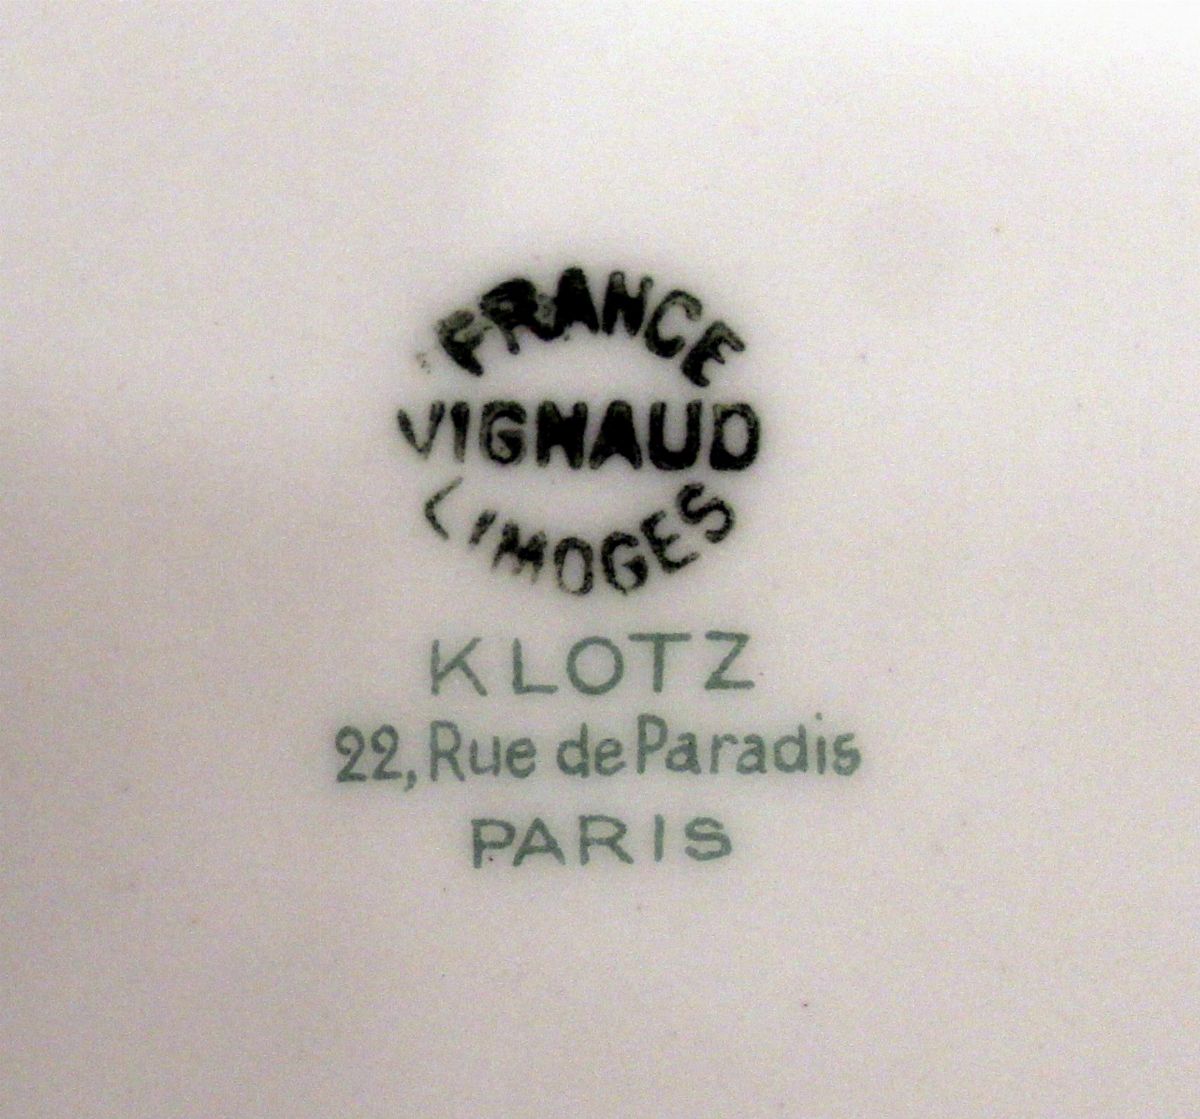 FRANCE
VIGNAUD
LIMOGES
KLOTZ
22, Rue de Paradis
PARIS